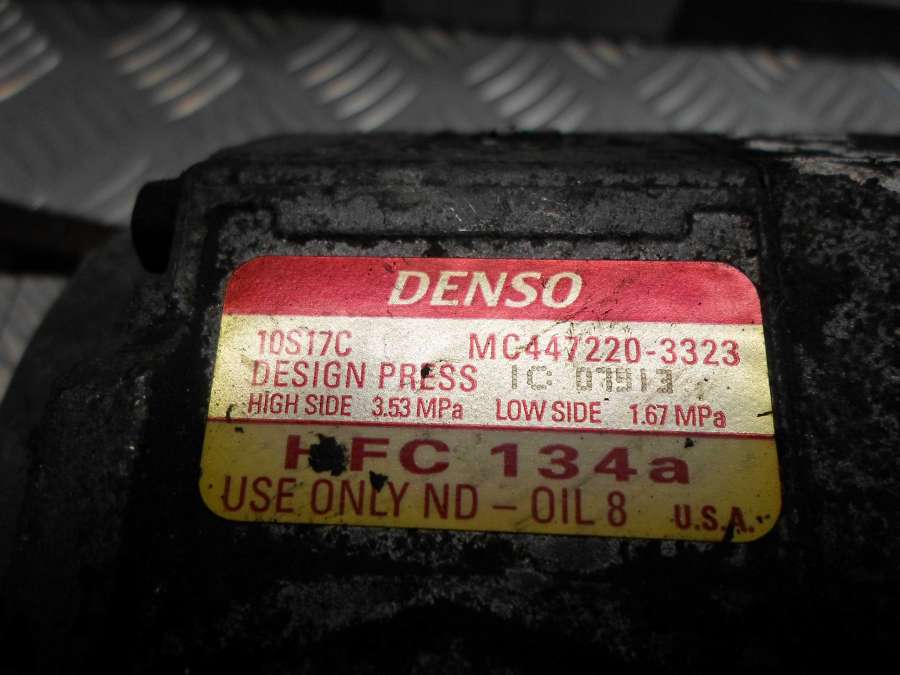 DENSO
10S17C MC447220-3323
DESIGN PRESS
HIGH SIDE 3.53 MPa LOW SIDE 1.67 MPa
HFC 134a
USE ONLY ND - OIL 8 U.S.A.